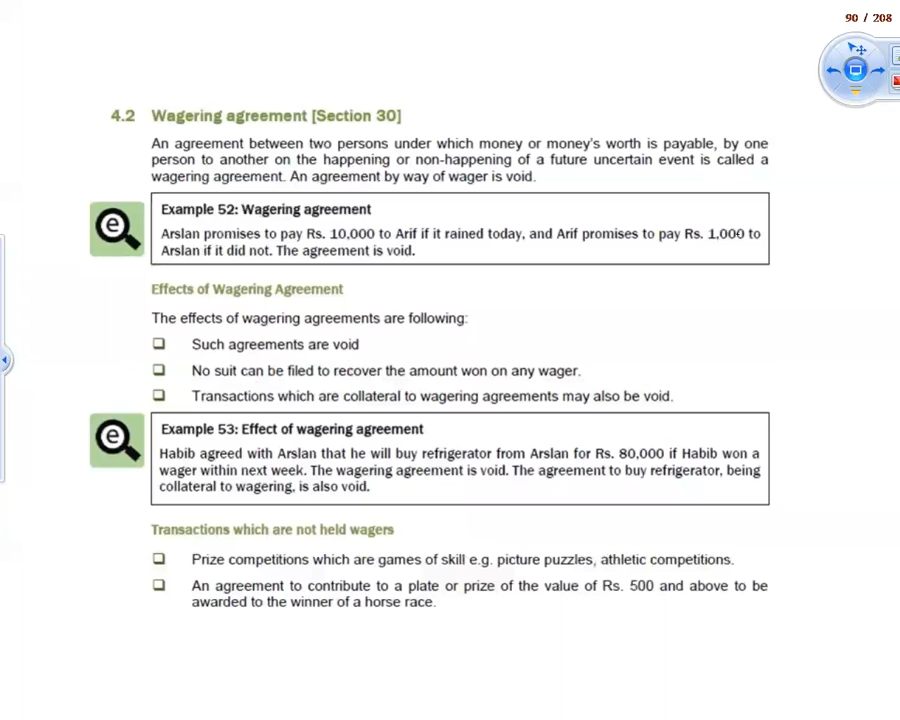 90 / 208
4.2 Wagering agreement [Section 30]
An agreement between two persons under which money or money's worth is payable, by one
person to another on the happening or non-happening of a future uncertain event is called a
wagering agreement. An agreement by way of wager is void.
e
Example 52: Wagering agreement
Arslan promises to pay Rs. 10,000 to Arif if it rained today, and Arif promises to pay Rs. 1,000 to
Arslan if it did not. The agreement is void.
Effects of Wagering Agreement
The effects of wagering agreements are following:
Such agreements are void
No suit can be filed to recover the amount won on any wager.
Transactions which are collateral to wagering agreements may also be void.
e
Example 53: Effect of wagering agreement
Habib agreed with Arslan that he will buy refrigerator from Arslan for Rs. 80,000 if Habib won a
wager within next week. The wagering agreement is void. The agreement to buy refrigerator, being
collateral to wagering, is also void.
Transactions which are not held wagers
Prize competitions which are games of skill e.g. picture puzzles, athletic competitions.
An agreement to contribute to a plate or prize of the value of Rs. 500 and above to be
awarded to the winner of a horse race.